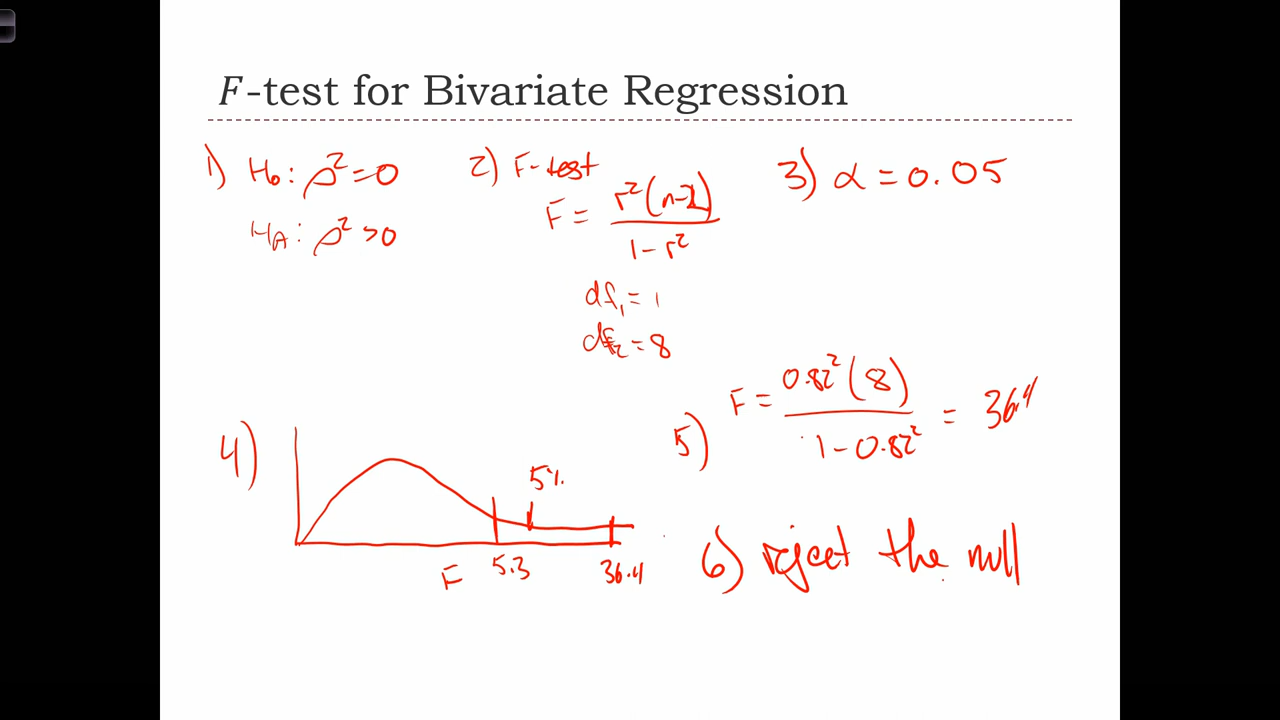 F-test for Bivariate Regression
1) H₀: ρ²=0
H_A: ρ²>0
2) F-test
F = r²(n-2) / 1-r²
df₁ = 1
df₂ = 8
3) α = 0.05
4)
5%
F 5.3 36.4
5) F = 0.82²(8) / 1-0.82² = 36.4
6) reject the null